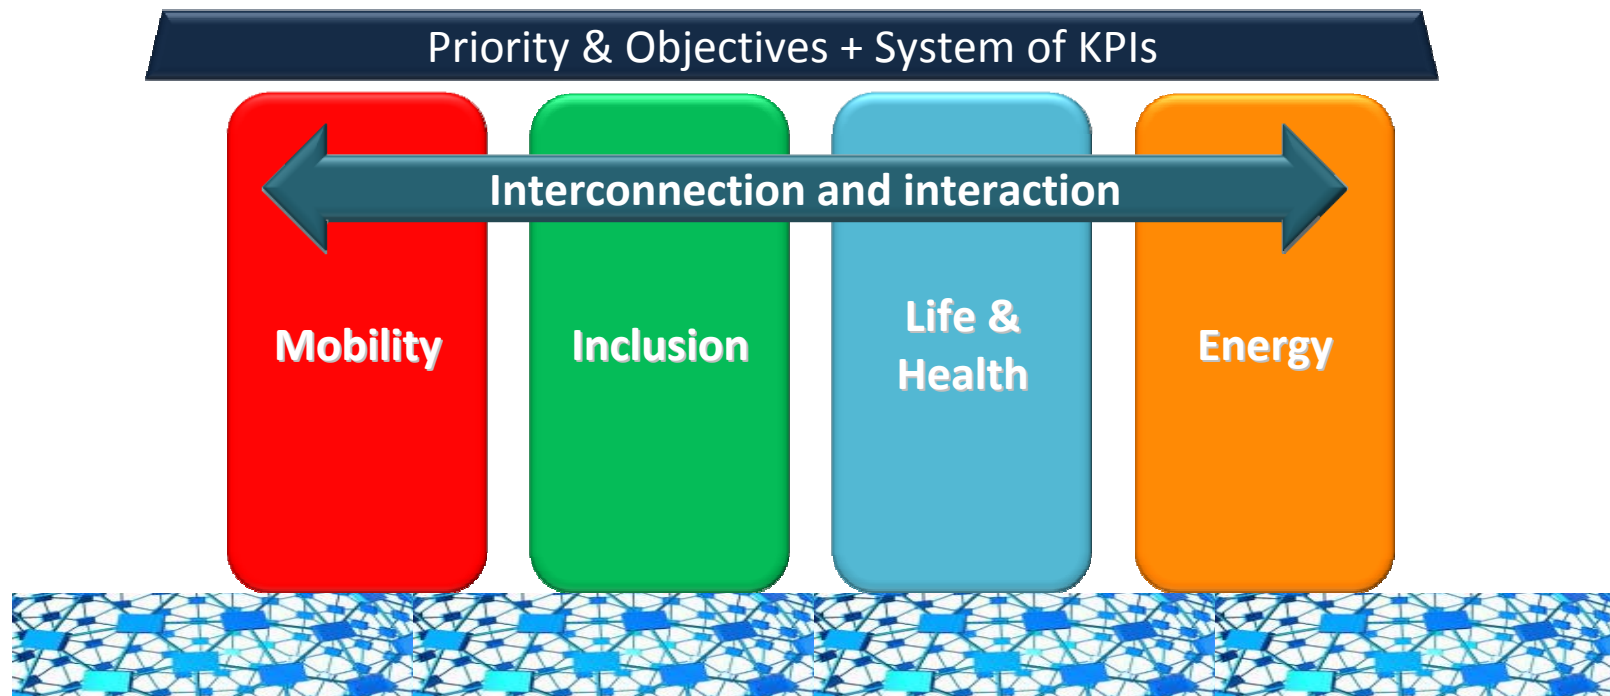 Priority & Objectives + System of KPIs
Interconnection and interaction
Mobility
Inclusion
Life &
Health
Energy